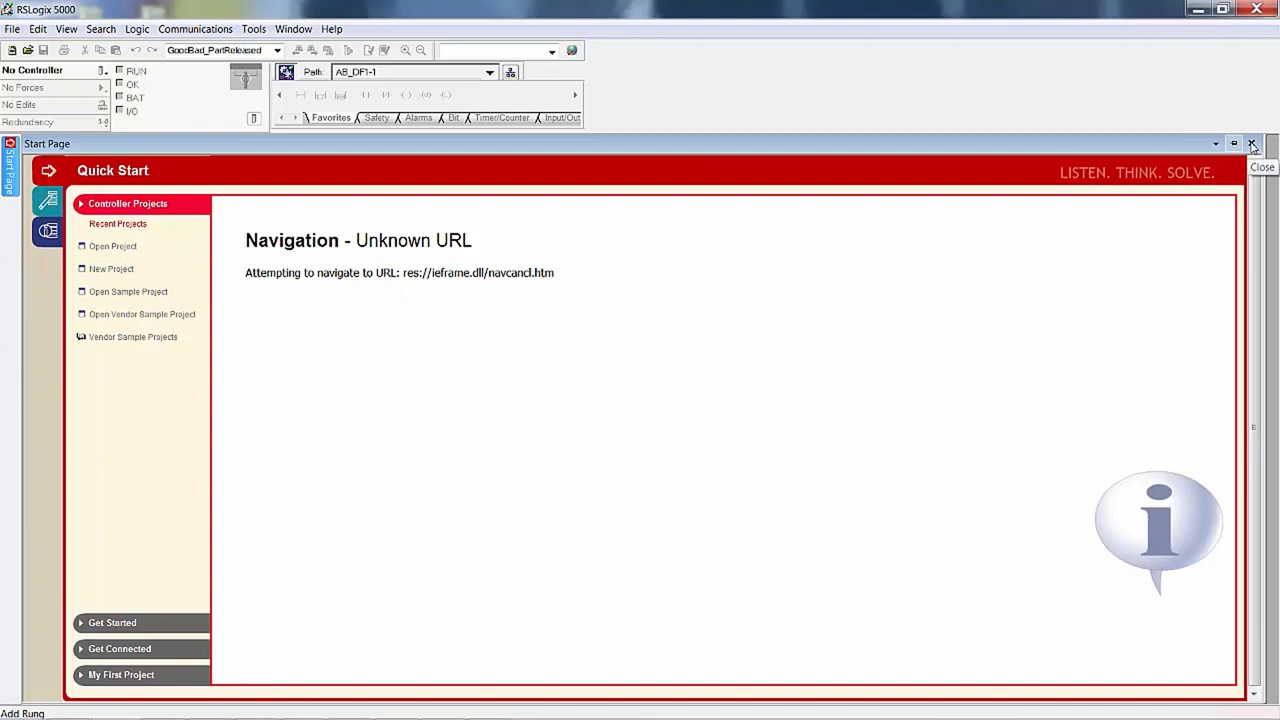 RSLogix 5000
File Edit View Search Logic Communications Tools Window Help
GoodBad_PartReleased
No Controller
RUN
Path: AB_DF1-1
No Forces
OK
No Edits
BAT
Redundancy
I/O
Favorites Safety Alarms Bit Timer/Counter Input/Out
Start Page
Start Page
Close
Quick Start
LISTEN. THINK. SOLVE.
Controller Projects
Recent Projects
Open Project
New Project
Open Sample Project
Open Vendor Sample Project
Vendor Sample Projects
Navigation - Unknown URL
Attempting to navigate to URL: res://ieframe.dll/navcancl.htm
Get Started
Get Connected
My First Project
Add Rung